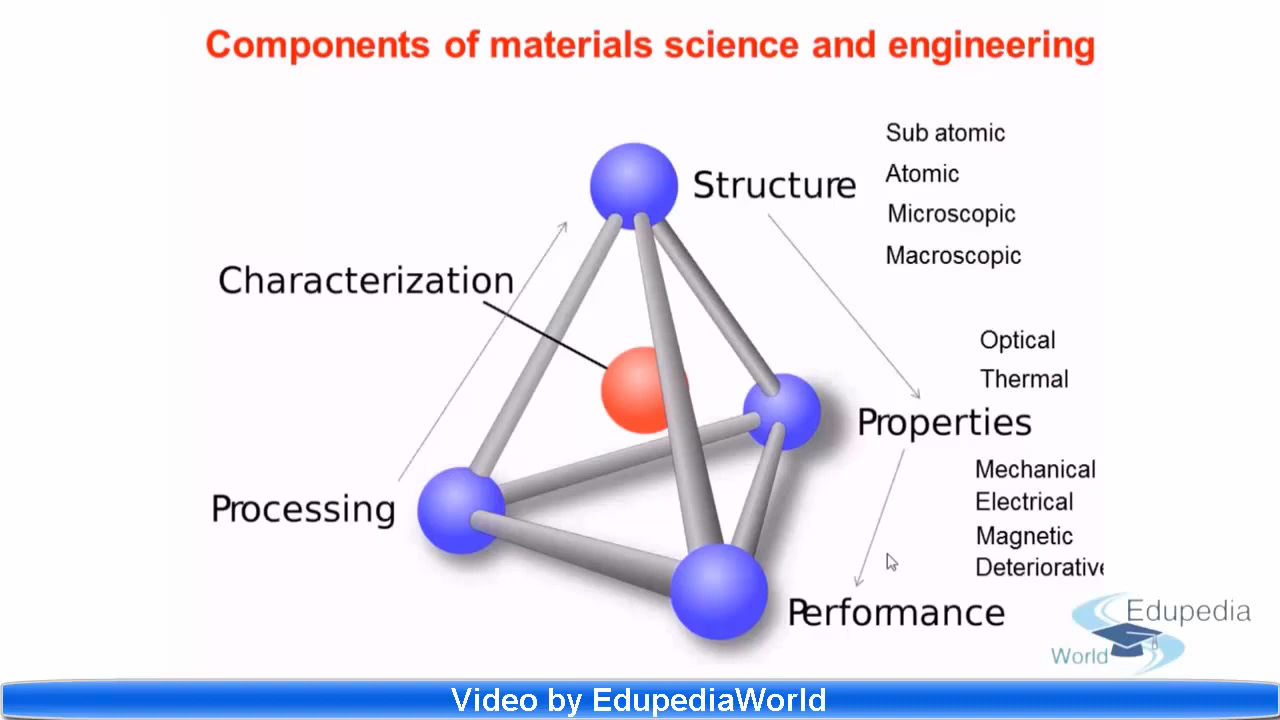 Components of materials science and engineering
Sub atomic
Structure
Atomic
Microscopic
Macroscopic
Characterization
Optical
Thermal
Properties
Mechanical
Electrical
Processing
Magnetic
Deteriorative
Performance
Edupedia
World
Video by EdupediaWorld